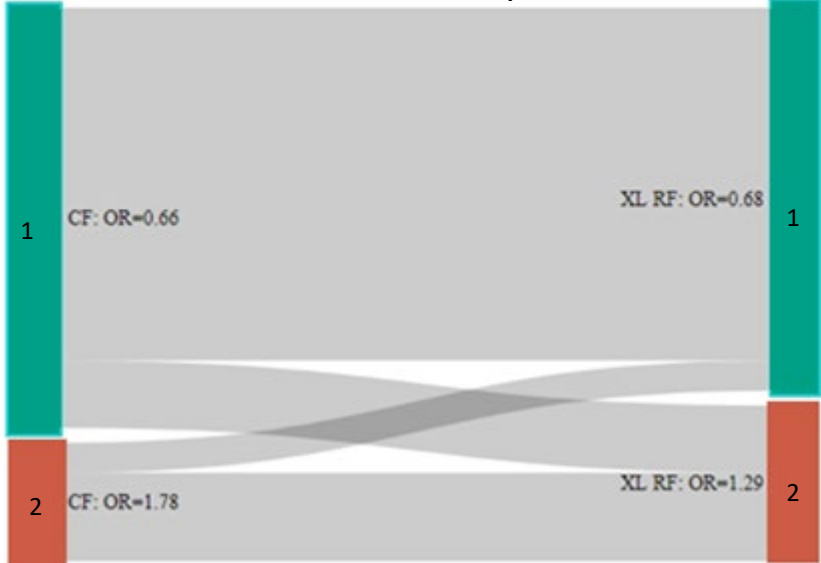 1
CF: OR=0.66
XL RF: OR=0.68
1
2
CF: OR=1.78
XL RF: OR=1.29
2